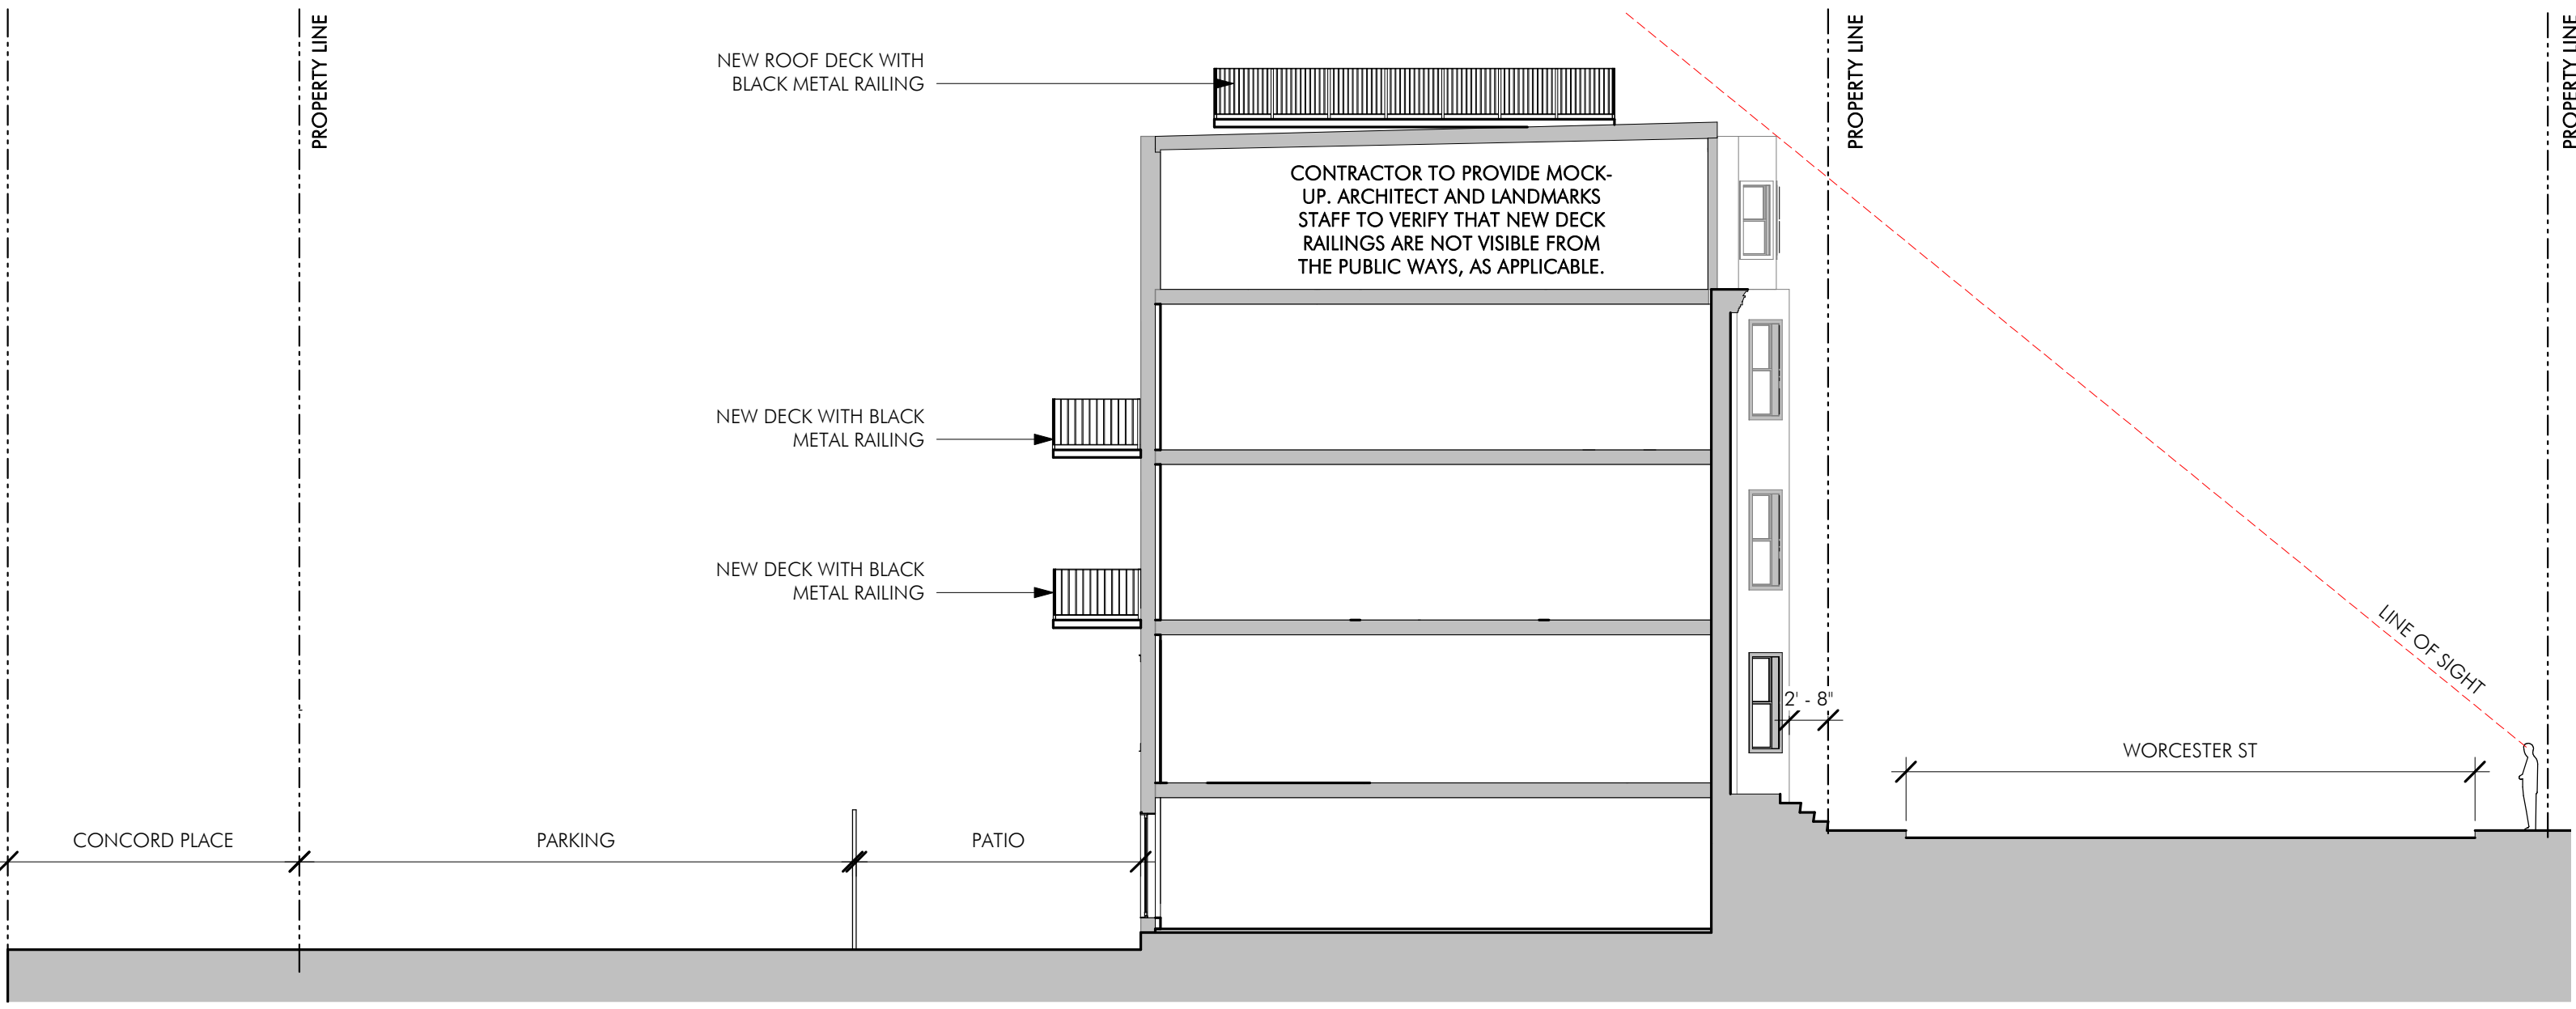 PROPERTY LINE
NEW ROOF DECK WITH
BLACK METAL RAILING
PROPERTY LINE
PROPERTY LINE
CONTRACTOR TO PROVIDE MOCK-
UP. ARCHITECT AND LANDMARKS
STAFF TO VERIFY THAT NEW DECK
RAILINGS ARE NOT VISIBLE FROM
THE PUBLIC WAYS, AS APPLICABLE.
NEW DECK WITH BLACK
METAL RAILING
NEW DECK WITH BLACK
METAL RAILING
LINE OF SIGHT
2' - 8"
WORCESTER ST
CONCORD PLACE
PARKING
PATIO